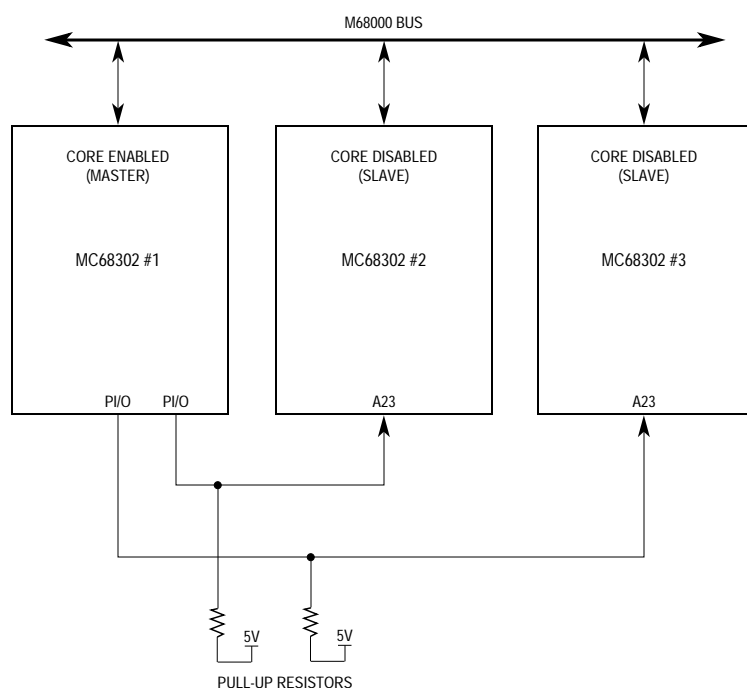 M68000 BUS
CORE ENABLED
(MASTER)
CORE DISABLED
(SLAVE)
CORE DISABLED
(SLAVE)
MC68302 #1
MC68302 #2
MC68302 #3
PI/O
PI/O
A23
A23
5V
5V
PULL-UP RESISTORS